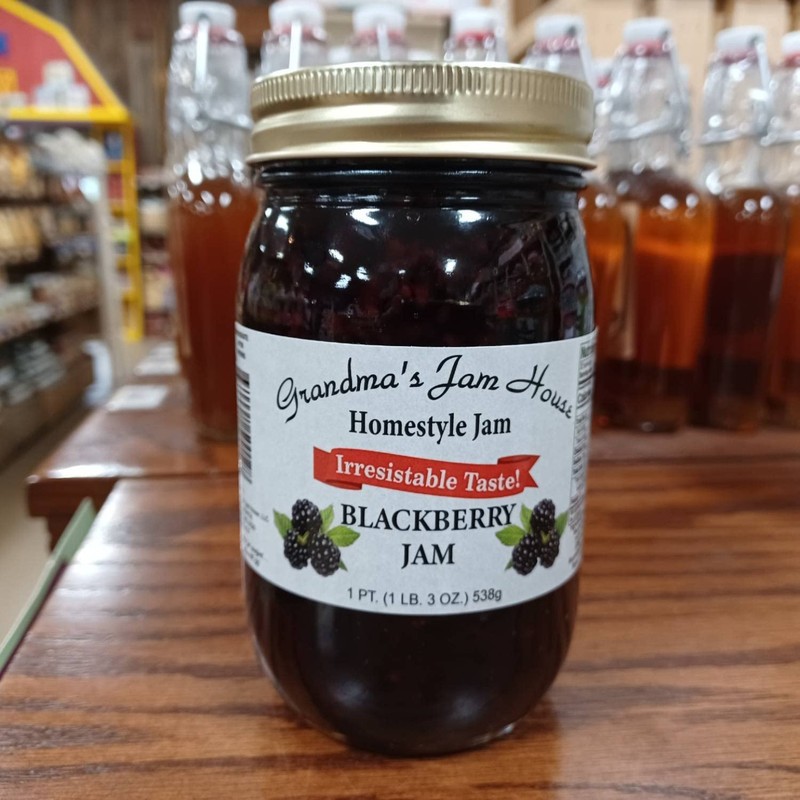 Grandma's Jam House
Homestyle Jam
Irresistable Taste!
BLACKBERRY
JAM
1 PT. (1 LB. 3 OZ.) 538g